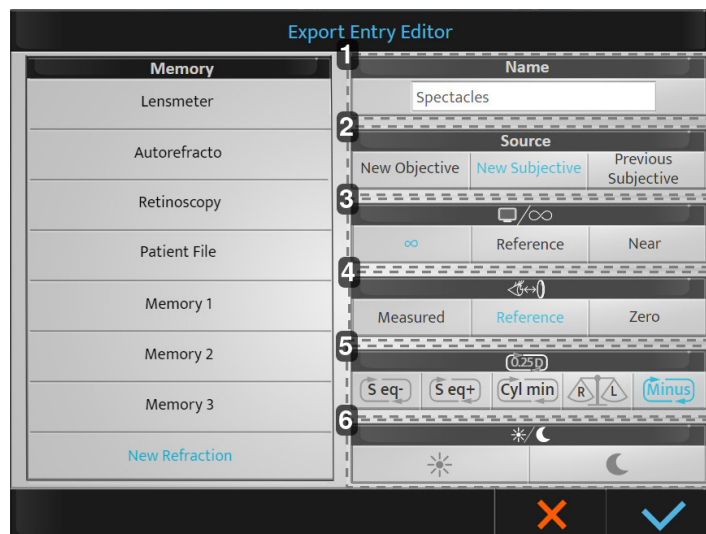 Export Entry Editor
Memory
Lensmeter
Autorefracto
Retinoscopy
Patient File
Memory 1
Memory 2
Memory 3
New Refraction
1
Name
Spectacles
2
Source
New Objective New Subjective Previous Subjective
3
/∞
∞ Reference Near
4
Measured Reference Zero
5
0.25D
S eq- S eq+ Cyl min R L Minus
6